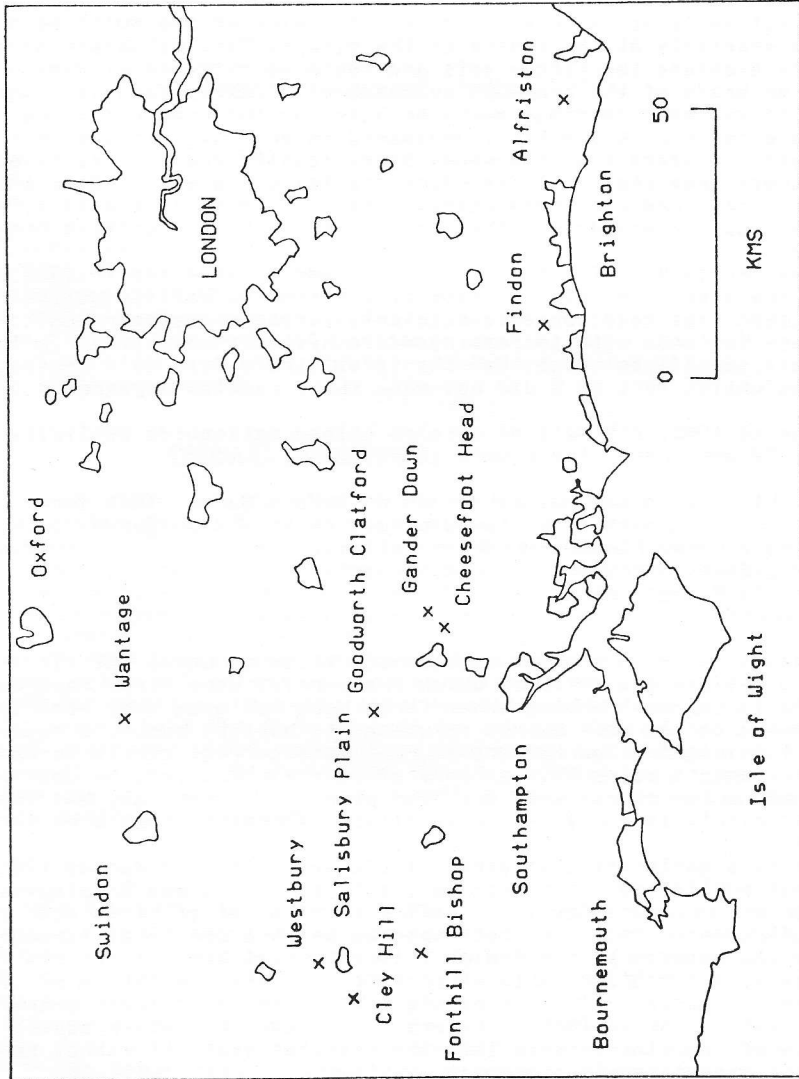 Oxford
Wantage
Swindon
LONDON
Westbury
Salisbury Plain
Goodworth Clatford
Cley Hill
Gander Down
Cheesefoot Head
Fonthill Bishop
Southampton
Bournemouth
Isle of Wight
Findon
Brighton
Alfriston
0
50
KMS